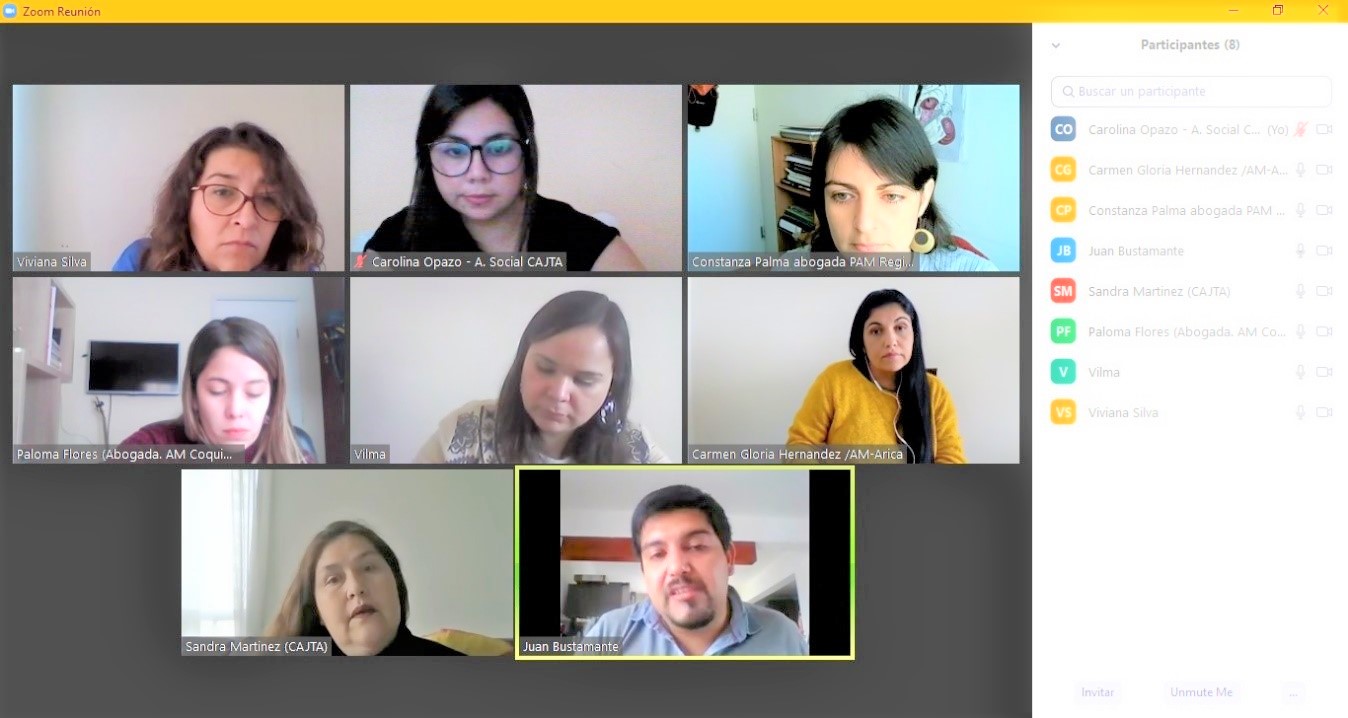 Zoom Reunión
Viviana Silva
Carolina Opazo - A. Social CAJTA
Constanza Palma abogada PAM Regi...
Paloma Flores (Abogada. AM Coqui...
Vilma
Carmen Gloria Hernandez /AM-Arica
Sandra Martinez (CAJTA)
Juan Bustamante
Participantes (8)
Buscar un participante
CO Carolina Opazo - A. Social C... (Yo)
CG Carmen Gloria Hernandez /AM-A...
CP Constanza Palma abogada PAM ...
JB Juan Bustamante
SM Sandra Martinez (CAJTA)
PF Paloma Flores (Abogada. AM Co...
V Vilma
VS Viviana Silva
Invitar Unmute Me ...